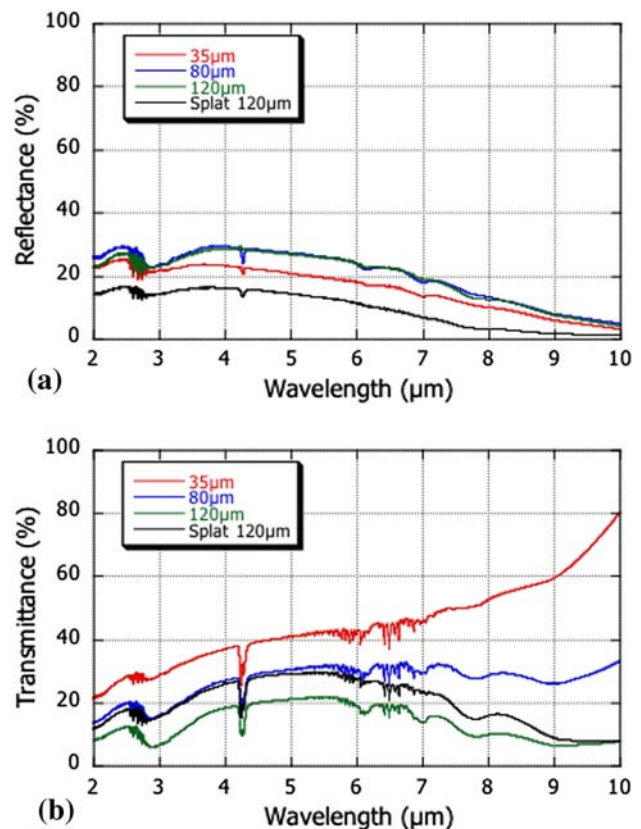 100
80
60
40
20
0
Reflectance (%)
35μm
80μm
120μm
Splat 120μm
2 3 4 5 6 7 8 9 10
(a)
Wavelength (μm)
100
80
60
40
20
0
Transmittance (%)
35μm
80μm
120μm
Splat 120μm
2 3 4 5 6 7 8 9 10
(b)
Wavelength (μm)